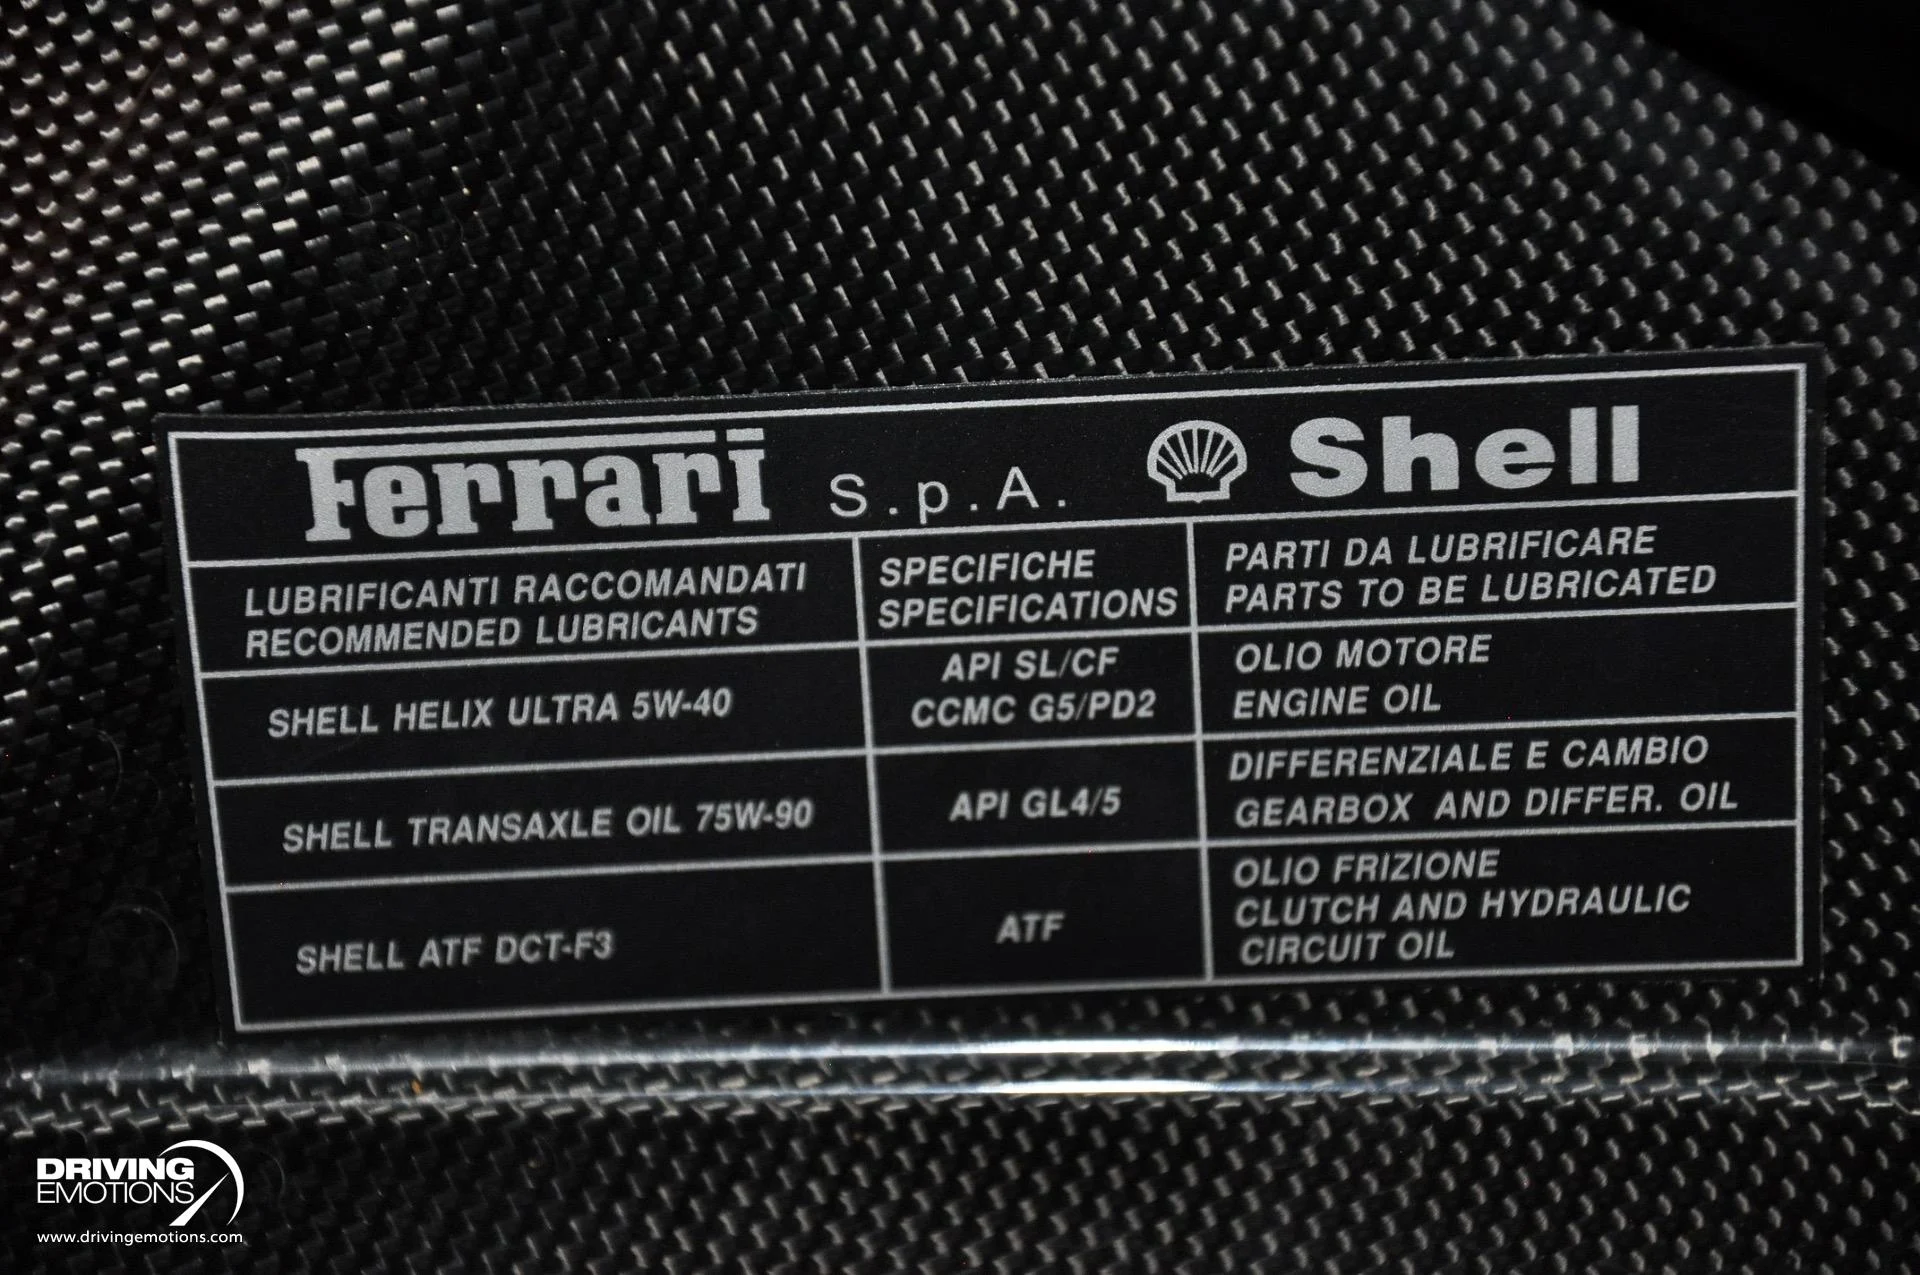 Ferrari S.p.A. Shell
LUBRIFICANTI RACCOMANDATI
RECOMMENDED LUBRICANTS
SPECIFICHE
SPECIFICATIONS
PARTI DA LUBRIFICARE
PARTS TO BE LUBRICATED
SHELL HELIX ULTRA 5W-40
API SL/CF
CCMC G5/PD2
OLIO MOTORE
ENGINE OIL
SHELL TRANSAXLE OIL 75W-90
API GL4/5
DIFFERENZIALE E CAMBIO
GEARBOX AND DIFFER. OIL
SHELL ATF DCT-F3
ATF
OLIO FRIZIONE
CLUTCH AND HYDRAULIC
CIRCUIT OIL
DRIVING
EMOTIONS
www.drivingemotions.com